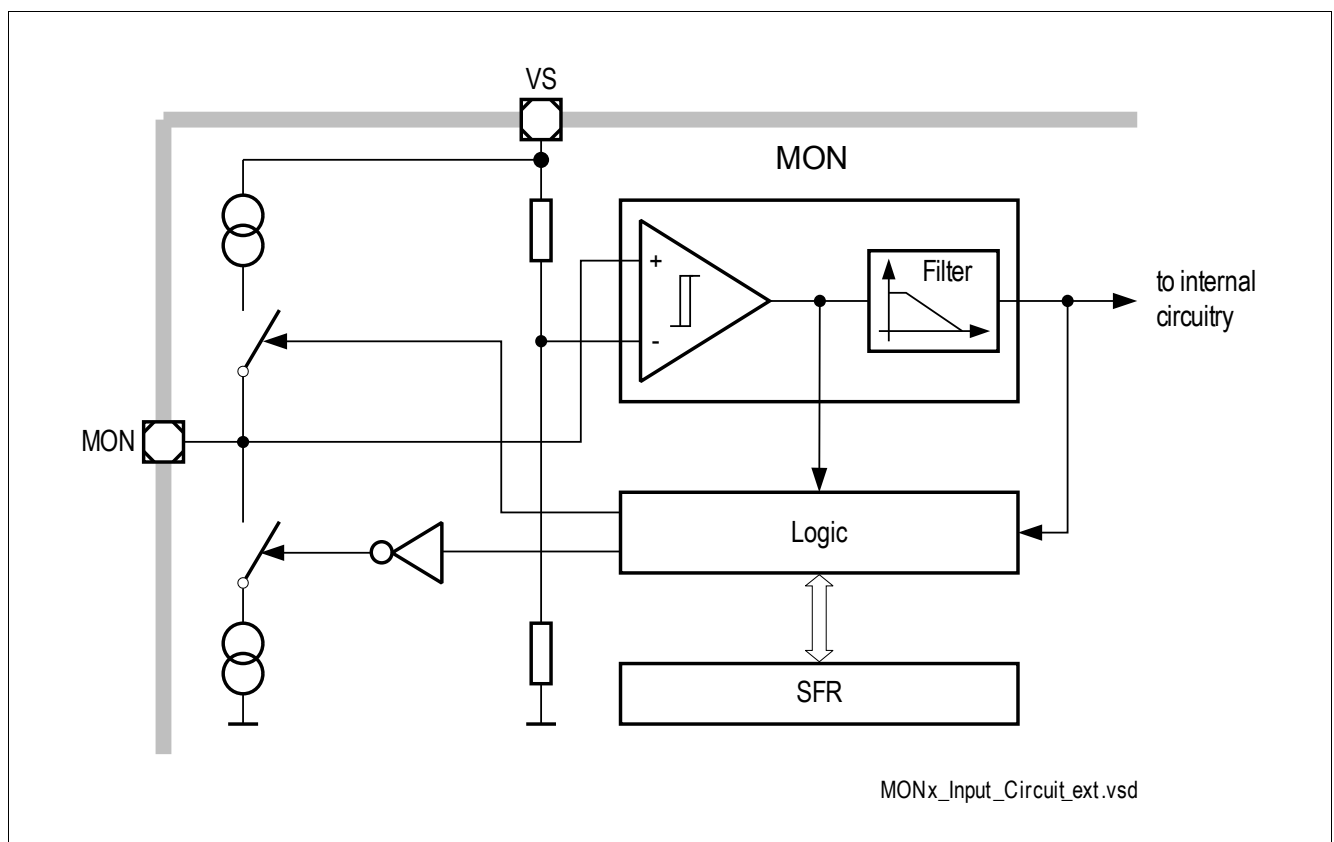 VS
MON
+
-
Filter
to internal
circuitry
MON
Logic
SFR
MONx_Input_Circuit_ext.vsd